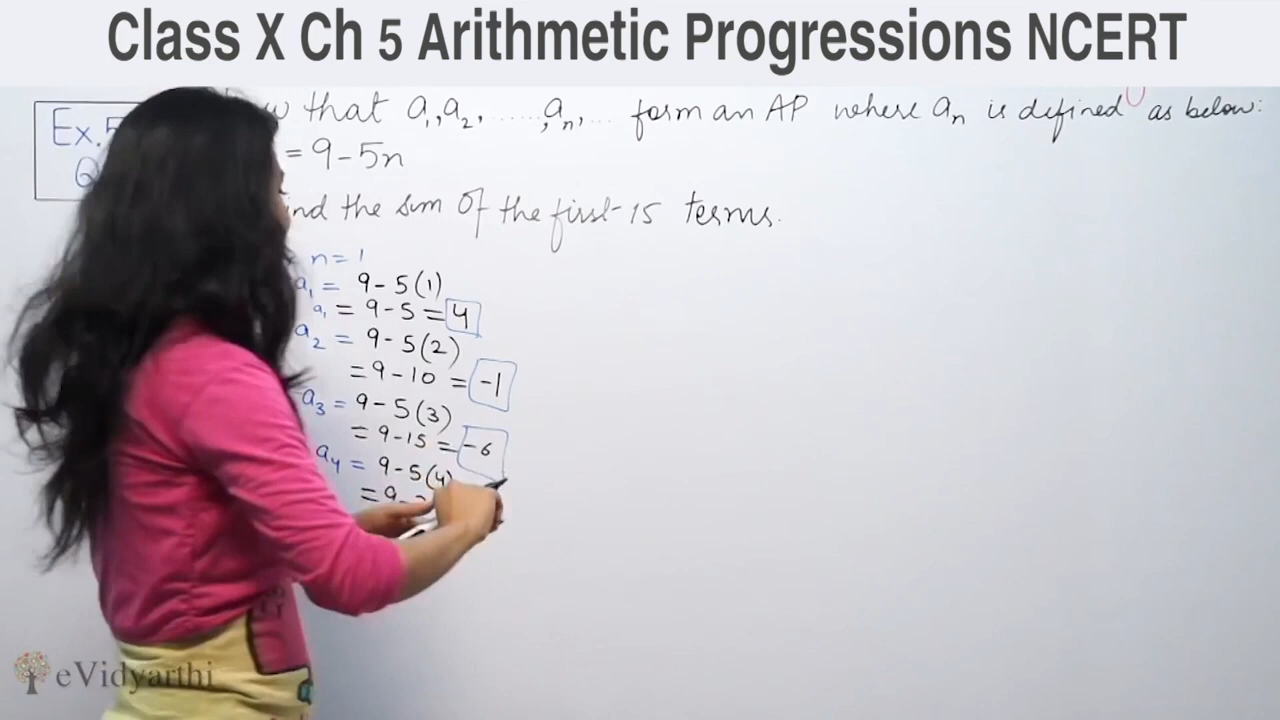 Class X Ch 5 Arithmetic Progressions NCERT
that a₁,a₂,......,aₙ,... form an AP where aₙ is defined as below:
Ex.5
Q
= 9-5n
the sum of the first 15 terms.
n = 1
a₁ = 9-5(1)
a₁ = 9-5 = 4
a₂ = 9-5(2)
= 9-10 = -1
a₃ = 9-5(3)
= 9-15 = -6
a₄ = 9-5(4)
= 9-
eVidyarthi